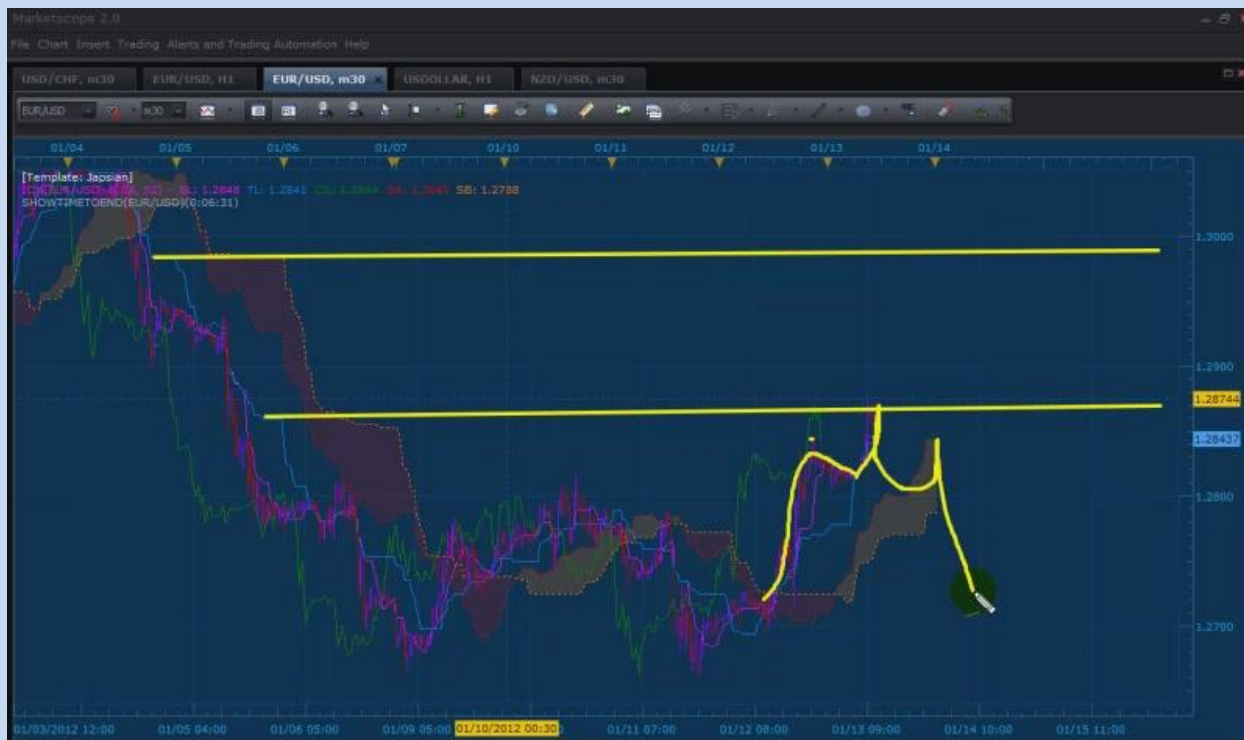 Marketscope 2.0
File Chart Insert Trading Alerts and Trading Automation Help
USD/CHF, m30 EUR/USD, H1 EUR/USD, m30 USDOLLAR, H1 NZD/USD, m30
EUR/USD m30
01/04 01/05 01/06 01/07 01/10 01/11 01/12 01/13 01/14
[Template: Japsian]
SL: 1.2848 TL: 1.2841 SB: 1.2788
SHOWTIMETOEND(EUR/USD)(0:06:31)
1.3000
1.2900
1.28744
1.28437
1.2800
1.2700
01/03/2012 12:00 01/05 04:00 01/06 05:00 01/09 05:00 01/10/2012 00:30 01/11 07:00 01/12 08:00 01/13 09:00 01/14 10:00 01/15 11:00